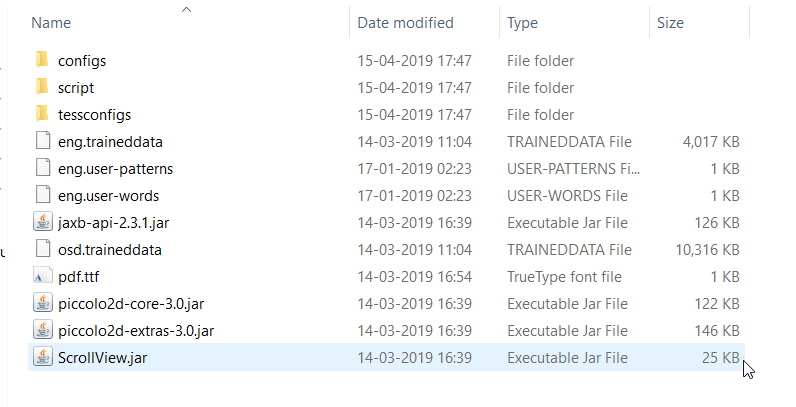 Name Date modified Type Size
configs 15-04-2019 17:47 File folder
script 15-04-2019 17:47 File folder
tessconfigs 15-04-2019 17:47 File folder
eng.traineddata 14-03-2019 11:04 TRAINEDDATA File 4,017 KB
eng.user-patterns 17-01-2019 02:23 USER-PATTERNS Fi... 1 KB
eng.user-words 17-01-2019 02:23 USER-WORDS File 1 KB
jaxb-api-2.3.1.jar 14-03-2019 16:39 Executable Jar File 126 KB
osd.traineddata 14-03-2019 11:04 TRAINEDDATA File 10,316 KB
pdf.ttf 14-03-2019 16:54 TrueType font file 1 KB
piccolo2d-core-3.0.jar 14-03-2019 16:39 Executable Jar File 122 KB
piccolo2d-extras-3.0.jar 14-03-2019 16:39 Executable Jar File 146 KB
ScrollView.jar 14-03-2019 16:39 Executable Jar File 25 KB